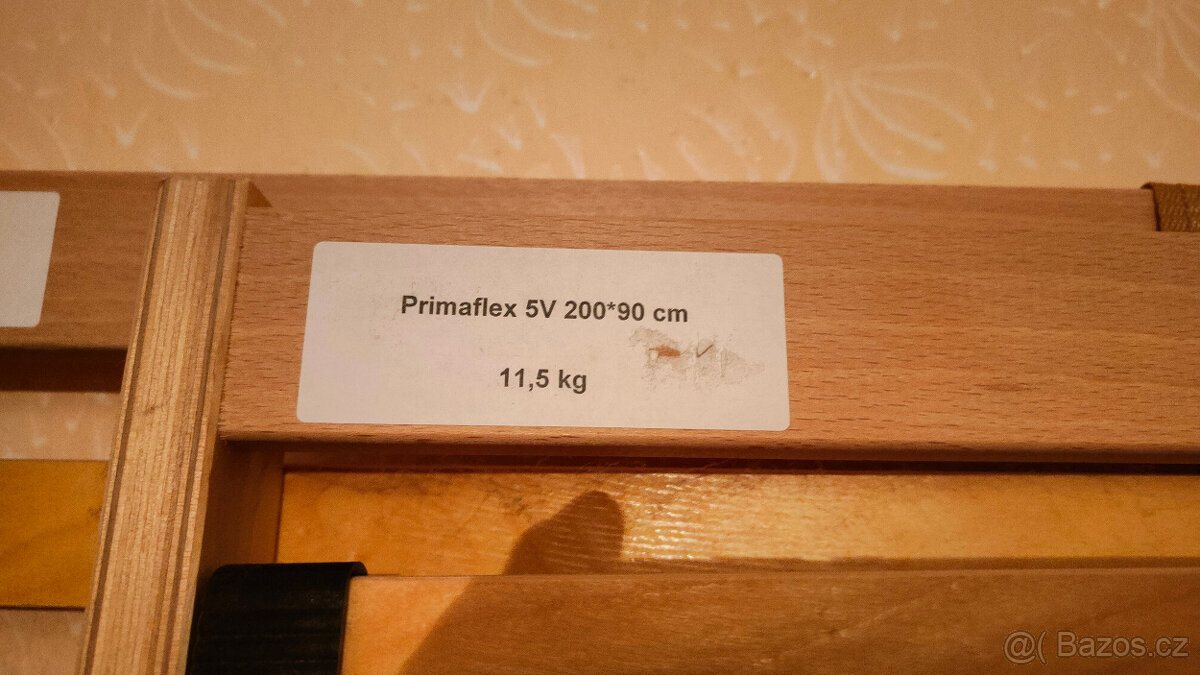 Primaflex 5V 200*90 cm
11,5 kg
@( Bazos.cz